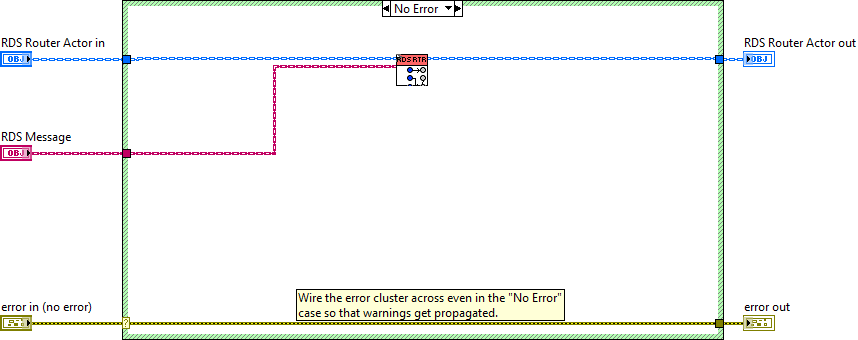 No Error
RDS Router Actor in
RDS Router Actor out
OBJ
OBJ
RDS RTR
RDS Message
OBJ
error in (no error)
Wire the error cluster across even in the "No Error"
case so that warnings get propagated.
error out
?